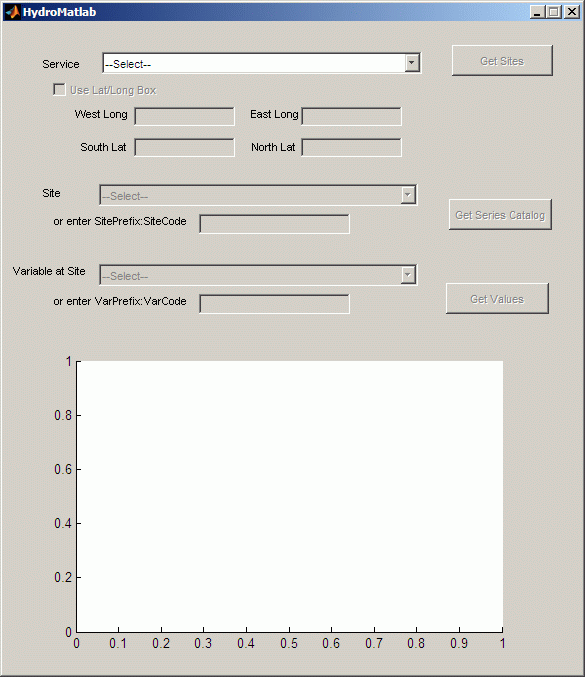 HydroMatlab
Service --Select-- Get Sites
Use Lat/Long Box
West Long East Long
South Lat North Lat
Site --Select--
or enter SitePrefix:SiteCode Get Series Catalog
Variable at Site --Select--
or enter VarPrefix:VarCode Get Values
1
0.8
0.6
0.4
0.2
0
0 0.1 0.2 0.3 0.4 0.5 0.6 0.7 0.8 0.9 1